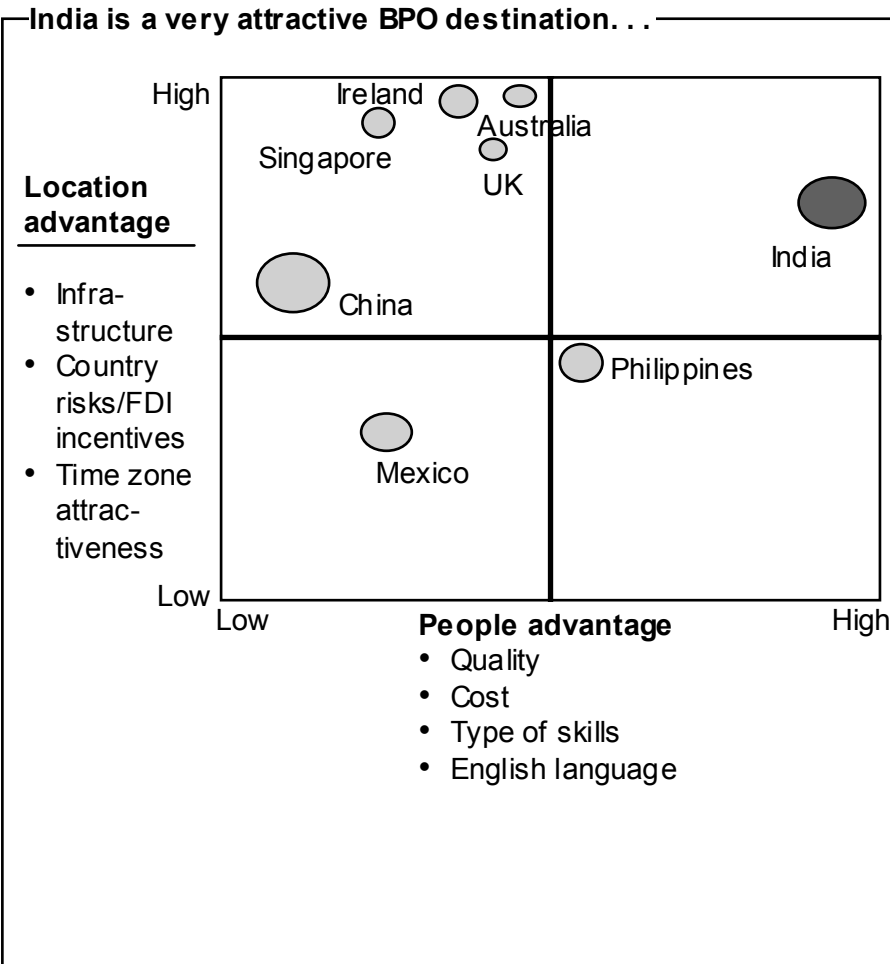 India is a very attractive BPO destination. . .
High
Ireland
Australia
Singapore
UK
Location
advantage
India
• Infra-
structure
• Country
risks/FDI
incentives
• Time zone
attrac-
tiveness
China
Philippines
Mexico
Low
Low
People advantage
High
• Quality
• Cost
• Type of skills
• English language